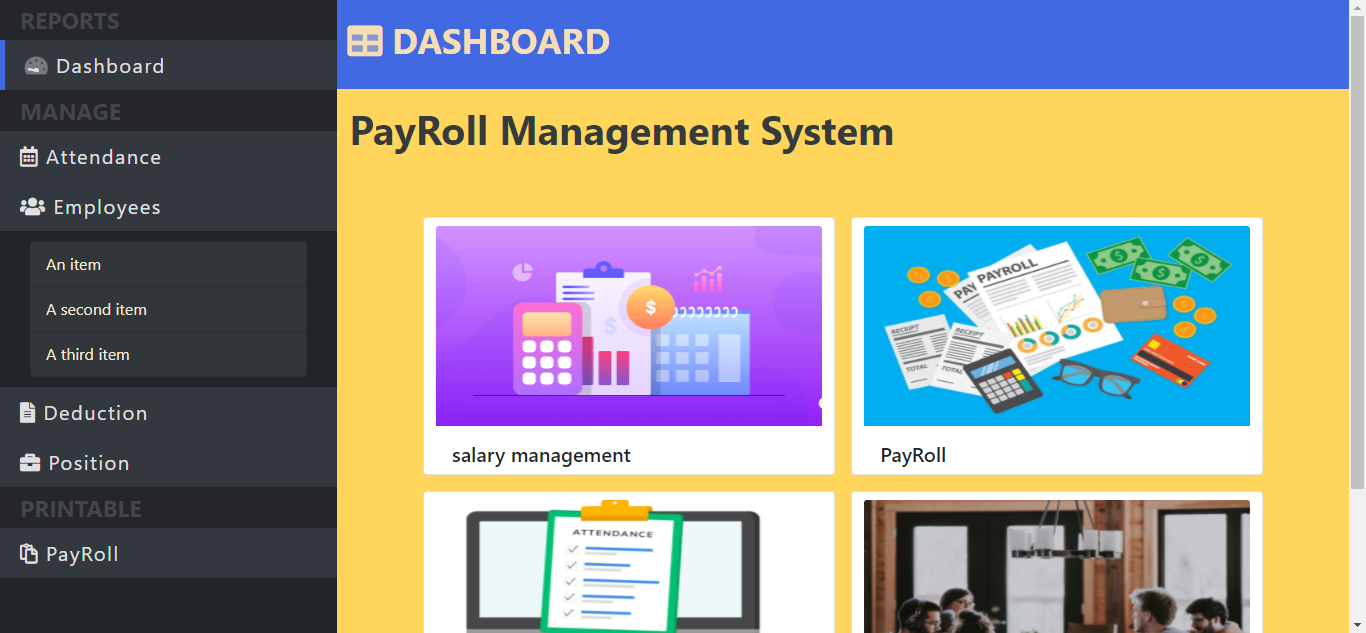 REPORTS
Dashboard
MANAGE
Attendance
Employees
An item
A second item
A third item
Deduction
Position
PRINTABLE
PayRoll
DASHBOARD
PayRoll Management System
$
$
salary management
PAY
PAYROLL
RECEIPT
TOTAL
RECEIPT
TOTAL
$
$
$
PayRoll
ATTENDANCE